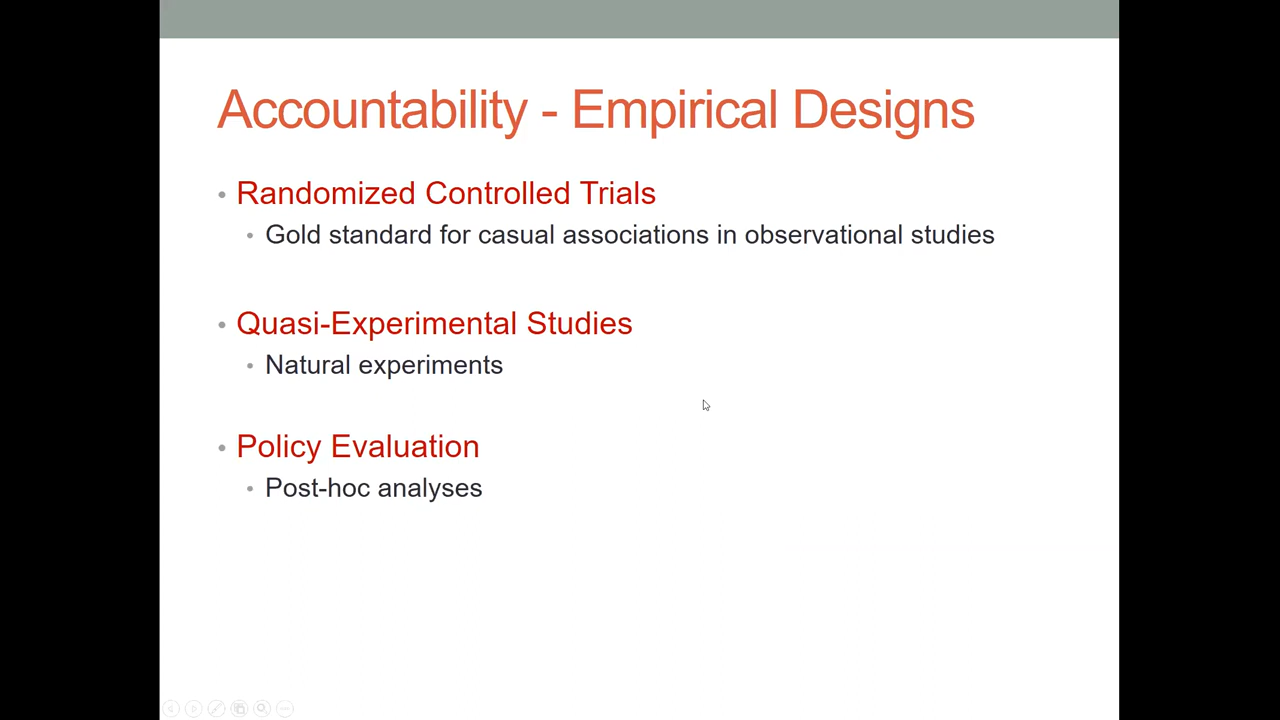 Accountability - Empirical Designs
• Randomized Controlled Trials
• Gold standard for casual associations in observational studies
• Quasi-Experimental Studies
• Natural experiments
• Policy Evaluation
• Post-hoc analyses